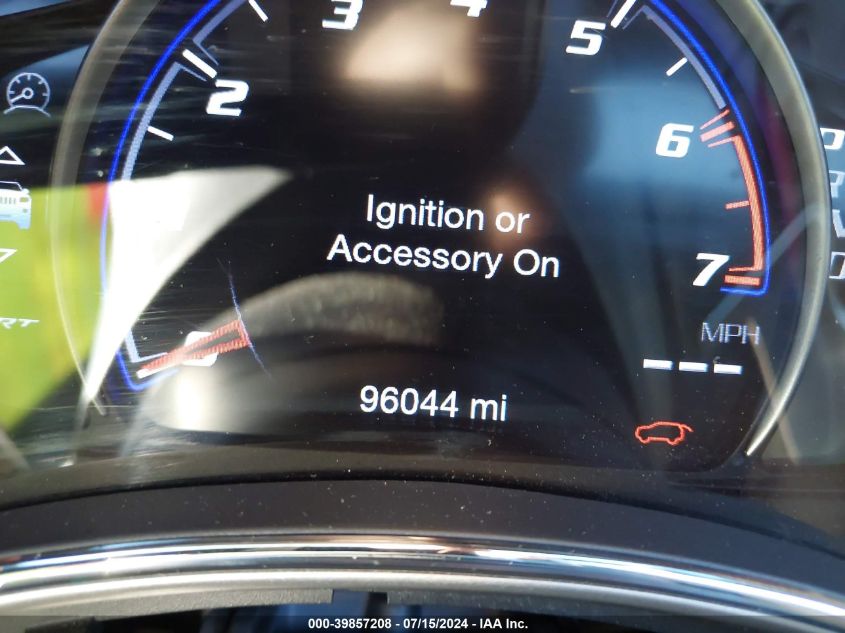 3
4
5
2
6
Ignition or
Accessory On
7
MPH
96044 mi
000-39857208 - 07/15/2024 - IAA Inc.